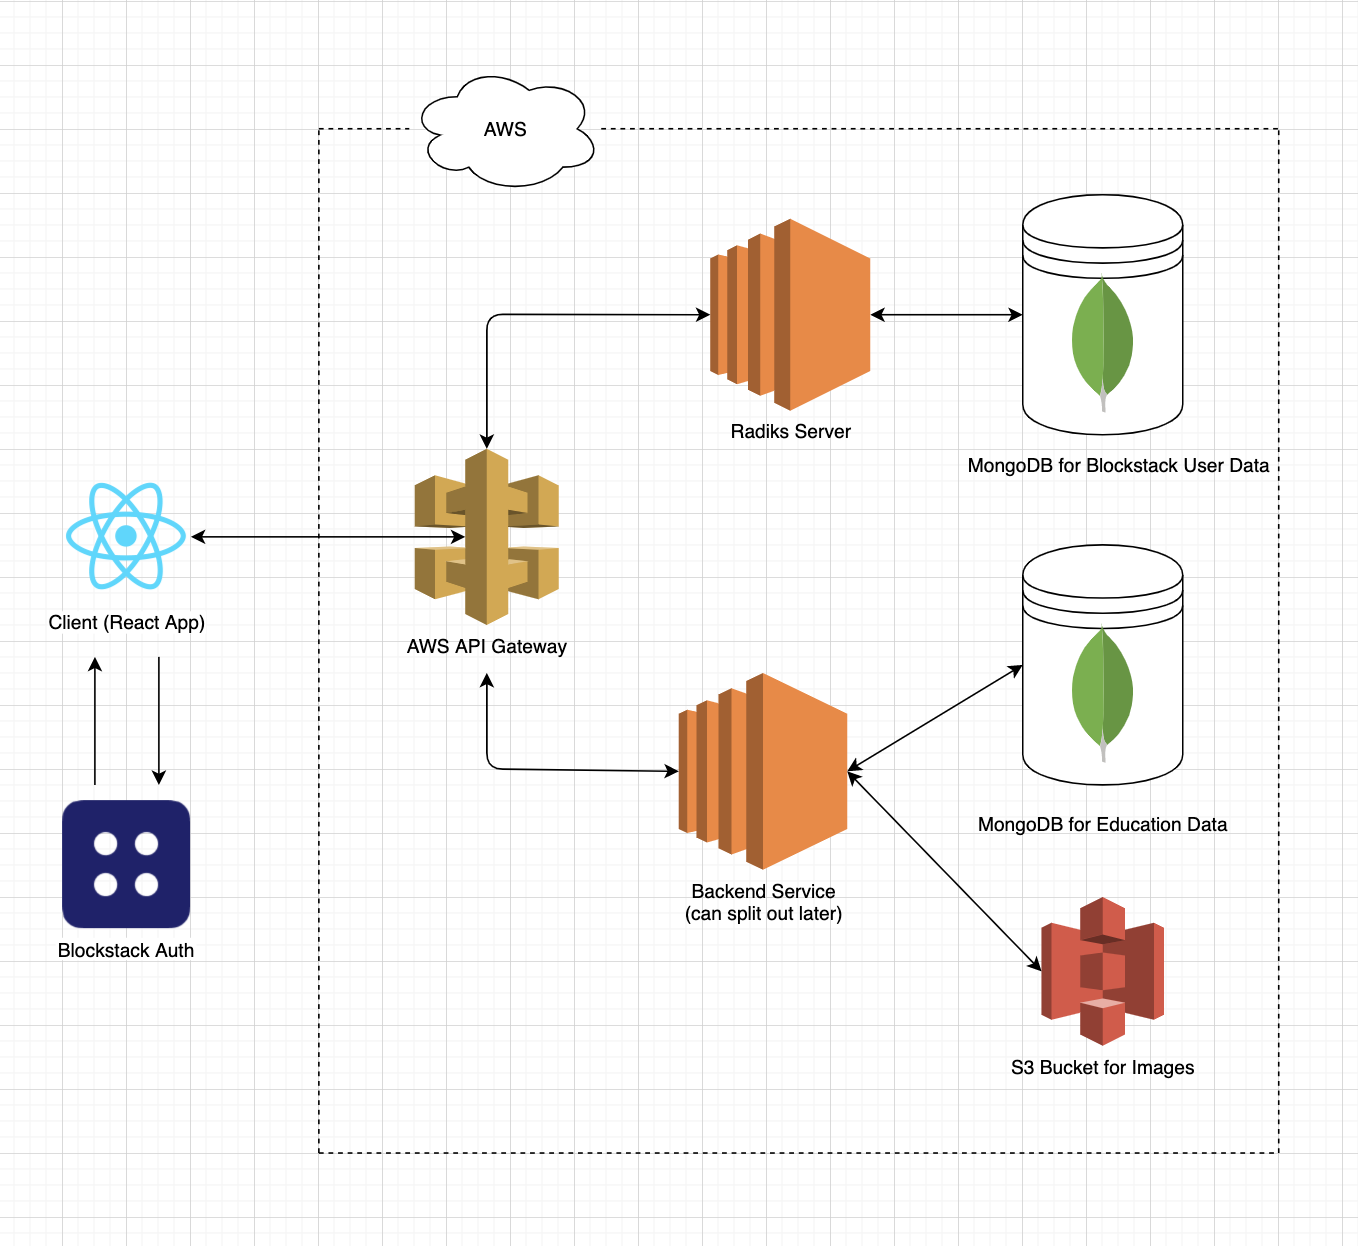 AWS
Radiks Server
MongoDB for Blockstack User Data
Client (React App)
AWS API Gateway
MongoDB for Education Data
Backend Service
(can split out later)
Blockstack Auth
S3 Bucket for Images